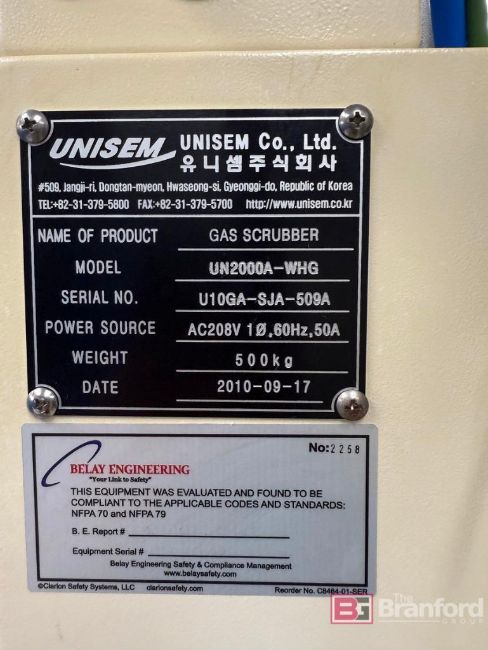 UNISEM UNISEM Co., Ltd.
유니셈주식회사
#509, Jangji-ri, Dongtan-myeon, Hwaseong-si, Gyeonggi-do, Republic of Korea
TEL:+82-31-379-5800 FAX:+82-31-379-5700 http://www.unisem.co.kr
NAME OF PRODUCT GAS SCRUBBER
MODEL UN2000A-WHG
SERIAL NO. U10GA-SJA-509A
POWER SOURCE AC208V 1Ø,60Hz,50A
WEIGHT 500kg
DATE 2010-09-17
No:2258
BELAY ENGINEERING
"Your Link to Safety"
THIS EQUIPMENT WAS EVALUATED AND FOUND TO BE
COMPLIANT TO THE APPLICABLE CODES AND STANDARDS:
NFPA 70 and NFPA 79
B. E. Report #
Equipment Serial #
Belay Engineering Safety & Compliance Management
www.belaysafety.com
©Clarion Safety Systems, LLC clarionsafety.com Reorder No. C8464-01-SER
BG The Branford
GROUP